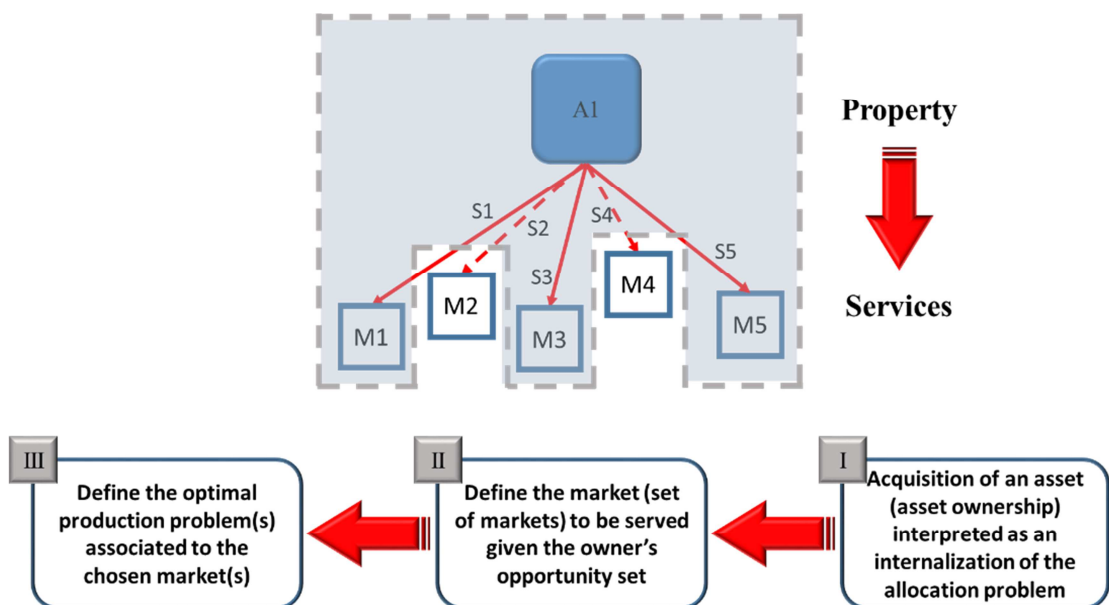 A1
Property
S1
S2
S4
S3
S5
M1
M2
M3
M4
M5
Services
III
Define the optimal
production problem(s)
associated to the
chosen market(s)
II
Define the market (set
of markets) to be served
given the owner's
opportunity set
I
Acquisition of an asset
(asset ownership)
interpreted as an
internalization of the
allocation problem